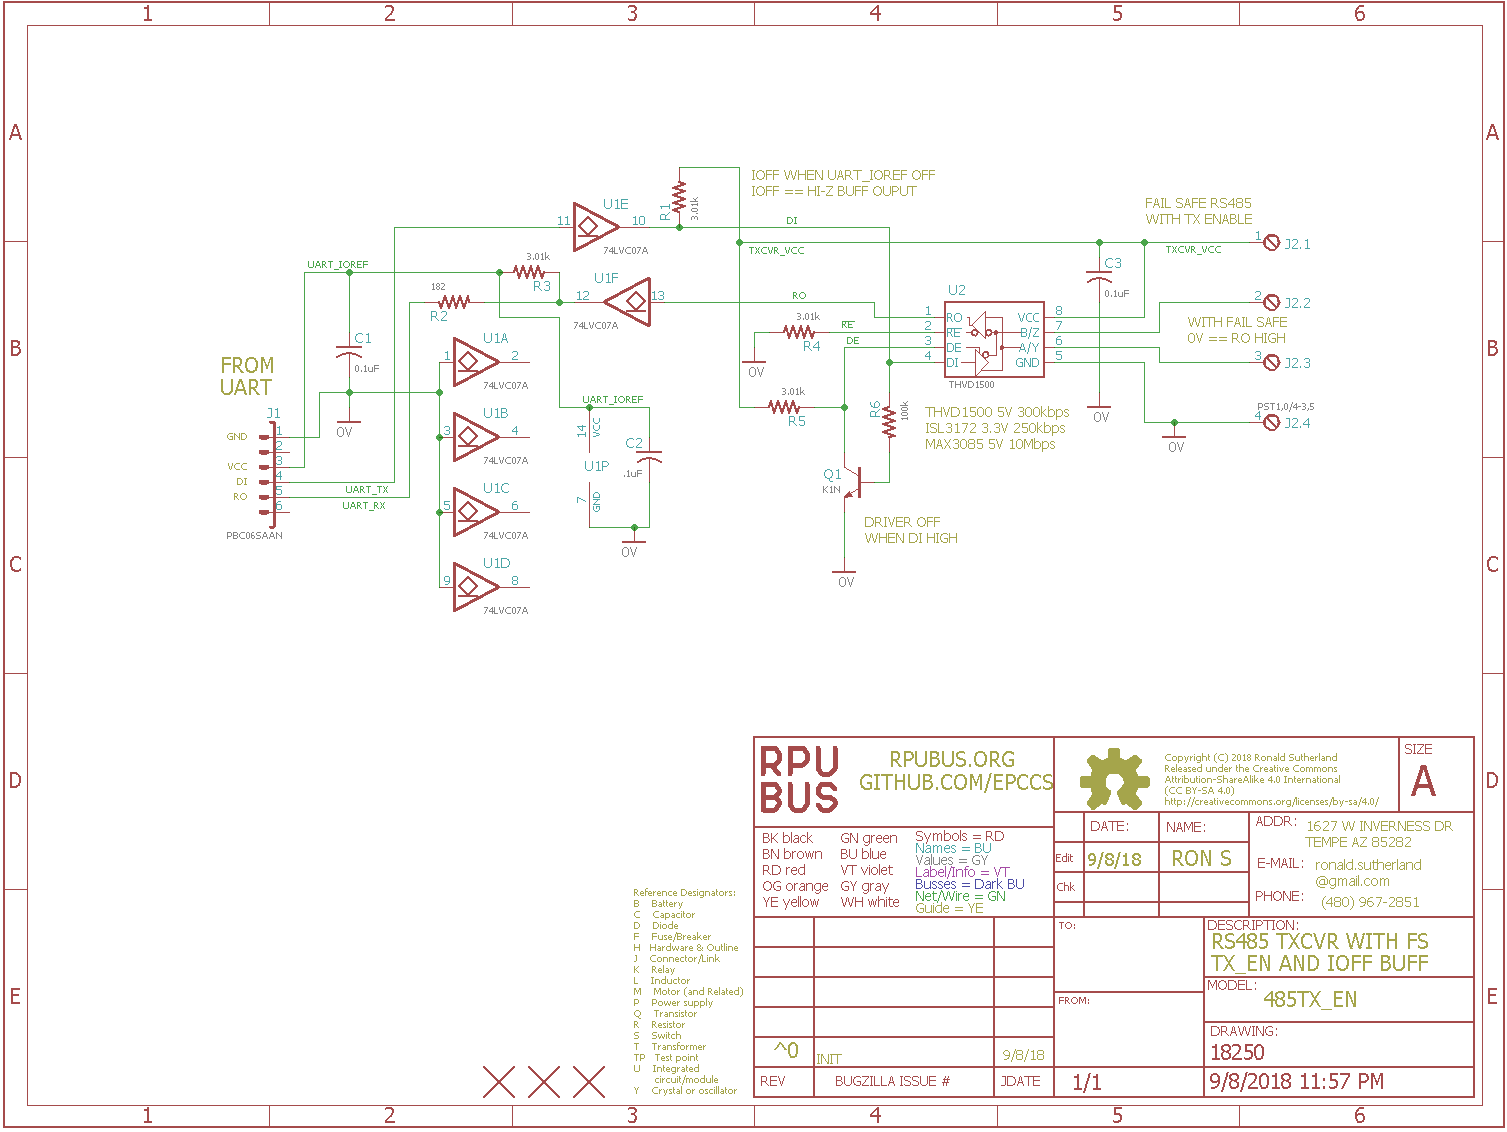 1 2 3 4 5 6
A A
IOFF WHEN UART_IOREF OFF
IOFF == HI-Z BUFF OUPUT
FAIL SAFE RS485
WITH TX ENABLE
U1E
11 10
74LVC07A
R1
3.01k
DI
TXCVR_VCC
TXCVR_VCC
1 J2.1
UART_IOREF
3.01k
R3
U1F
12 13
74LVC07A
182
R2
RO
C3
0.1uF
U2
1 RO
2 RE
3 DE
4 DI
VCC 8
B/Z 7
A/Y 6
GND 5
THVD1500
2 J2.2
WITH FAIL SAFE
0V == RO HIGH
3 J2.3
3.01k
R4
RE
DE
0V
B B
C1
0.1uF
0V
FROM
UART
U1A
1 2
74LVC07A
U1B
3 4
74LVC07A
U1C
5 6
74LVC07A
U1D
9 8
74LVC07A
UART_IOREF
14 VCC
U1P
7 GND
C2
.1uF
0V
3.01k
R5
R6
100k
THVD1500 5V 300kbps
ISL3172 3.3V 250kbps
MAX3085 5V 10Mbps
0V
PST1,0/4-3,5
4 J2.4
0V
J1
GND 1
2
VCC 3
DI 4
RO 5
6
PBC06SAAN
UART_TX
UART_RX
Q1
K1N
DRIVER OFF
WHEN DI HIGH
0V
C C
D D
RPU
BUS
RPUBUS.ORG
GITHUB.COM/EPCCS
Copyright (C) 2018 Ronald Sutherland
Released under the Creative Commons
Attribution-ShareAlike 4.0 International
(CC BY-SA 4.0)
http://creativecommons.org/licenses/by-sa/4.0/
SIZE
A
BK black GN green
BN brown BU blue
RD red VT violet
OG orange GY gray
YE yellow WH white
Symbols = RD
Names = BU
Values = GY
Label/Info = VT
Busses = Dark BU
Net/Wire = GN
Guide = YE
DATE: NAME:
Edit 9/8/18 RON S
Chk
ADDR: 1627 W INVERNESS DR
TEMPE AZ 85282
E-MAIL: ronald.sutherland
@gmail.com
PHONE: (480) 967-2851
Reference Designators:
B Battery
C Capacitor
D Diode
F Fuse/Breaker
H Hardware & Outline
J Connector/Link
K Relay
L Inductor
M Motor (and Related)
P Power supply
Q Transistor
R Resistor
S Switch
T Transformer
TP Test point
U Integrated
circuit/module
Y Crystal or oscillator
TO:
FROM:
DESCRIPTION:
RS485 TXCVR WITH FS
TX_EN AND IOFF BUFF
MODEL:
485TX_EN
DRAWING:
18250
^0 INIT 9/8/18
REV BUGZILLA ISSUE # JDATE
1/1
9/8/2018 11:57 PM
E E
1 2 3 4 5 6